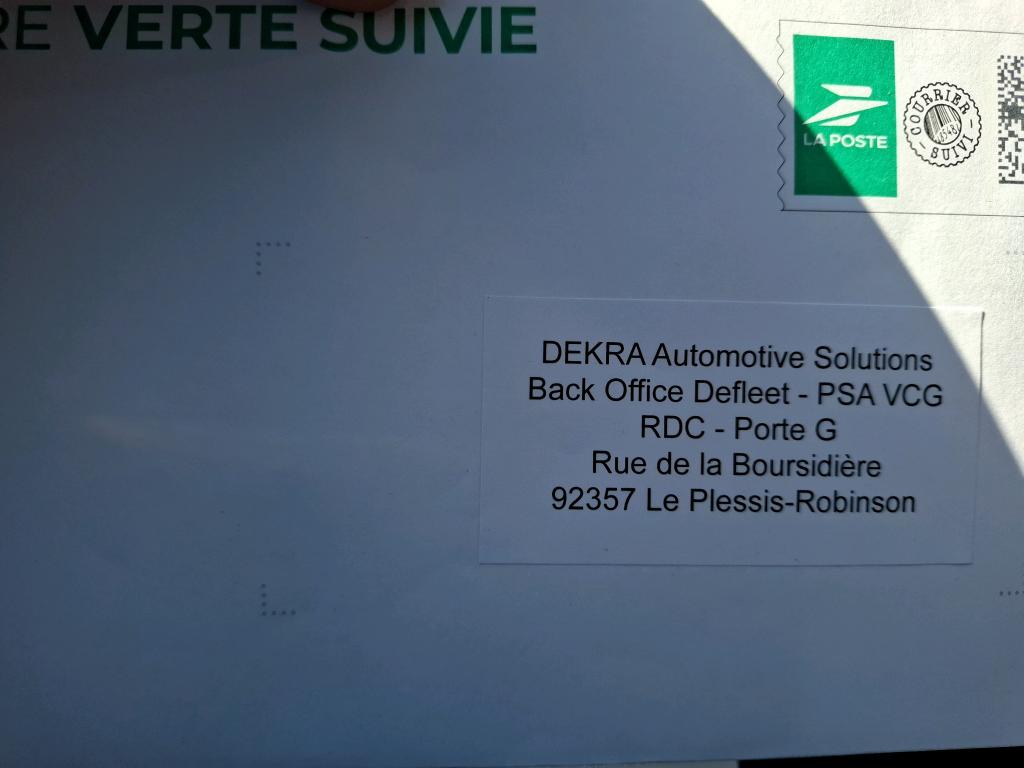 RE VERTE SUIVIE
LA POSTE
COURRIER
SUIVI
DEKRA Automotive Solutions
Back Office Defleet - PSA VCG
RDC - Porte G
Rue de la Boursidière
92357 Le Plessis-Robinson